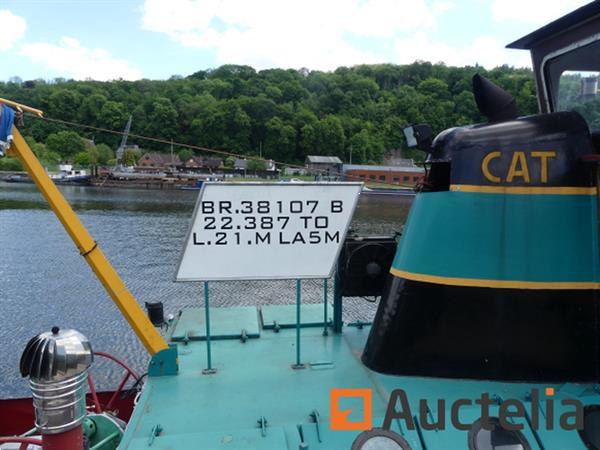 BR.38107 B
22.387 TO
L.21.M LA5M
CAT
Auctelia